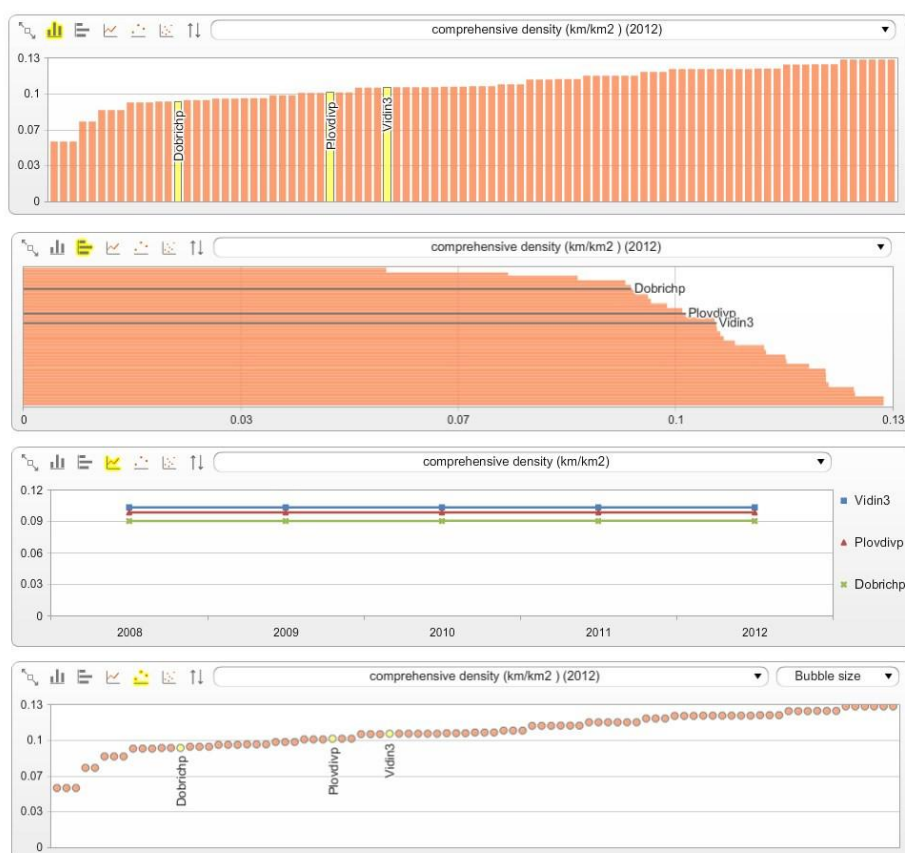 comprehensive density (km/km2 ) (2012)
0.13
0.1
0.07
0.03
0
Dobrichp
Plovdivp
Vidin3
comprehensive density (km/km2 ) (2012)
Dobrichp
Plovdivp
Vidin3
0 0.03 0.07 0.1 0.13
comprehensive density (km/km2)
0.12
0.09
0.06
0.03
0
2008 2009 2010 2011 2012
Vidin3
Plovdivp
Dobrichp
comprehensive density (km/km2 ) (2012) Bubble size
0.13
0.1
0.07
0.03
0
Dobrichp
Plovdivp
Vidin3